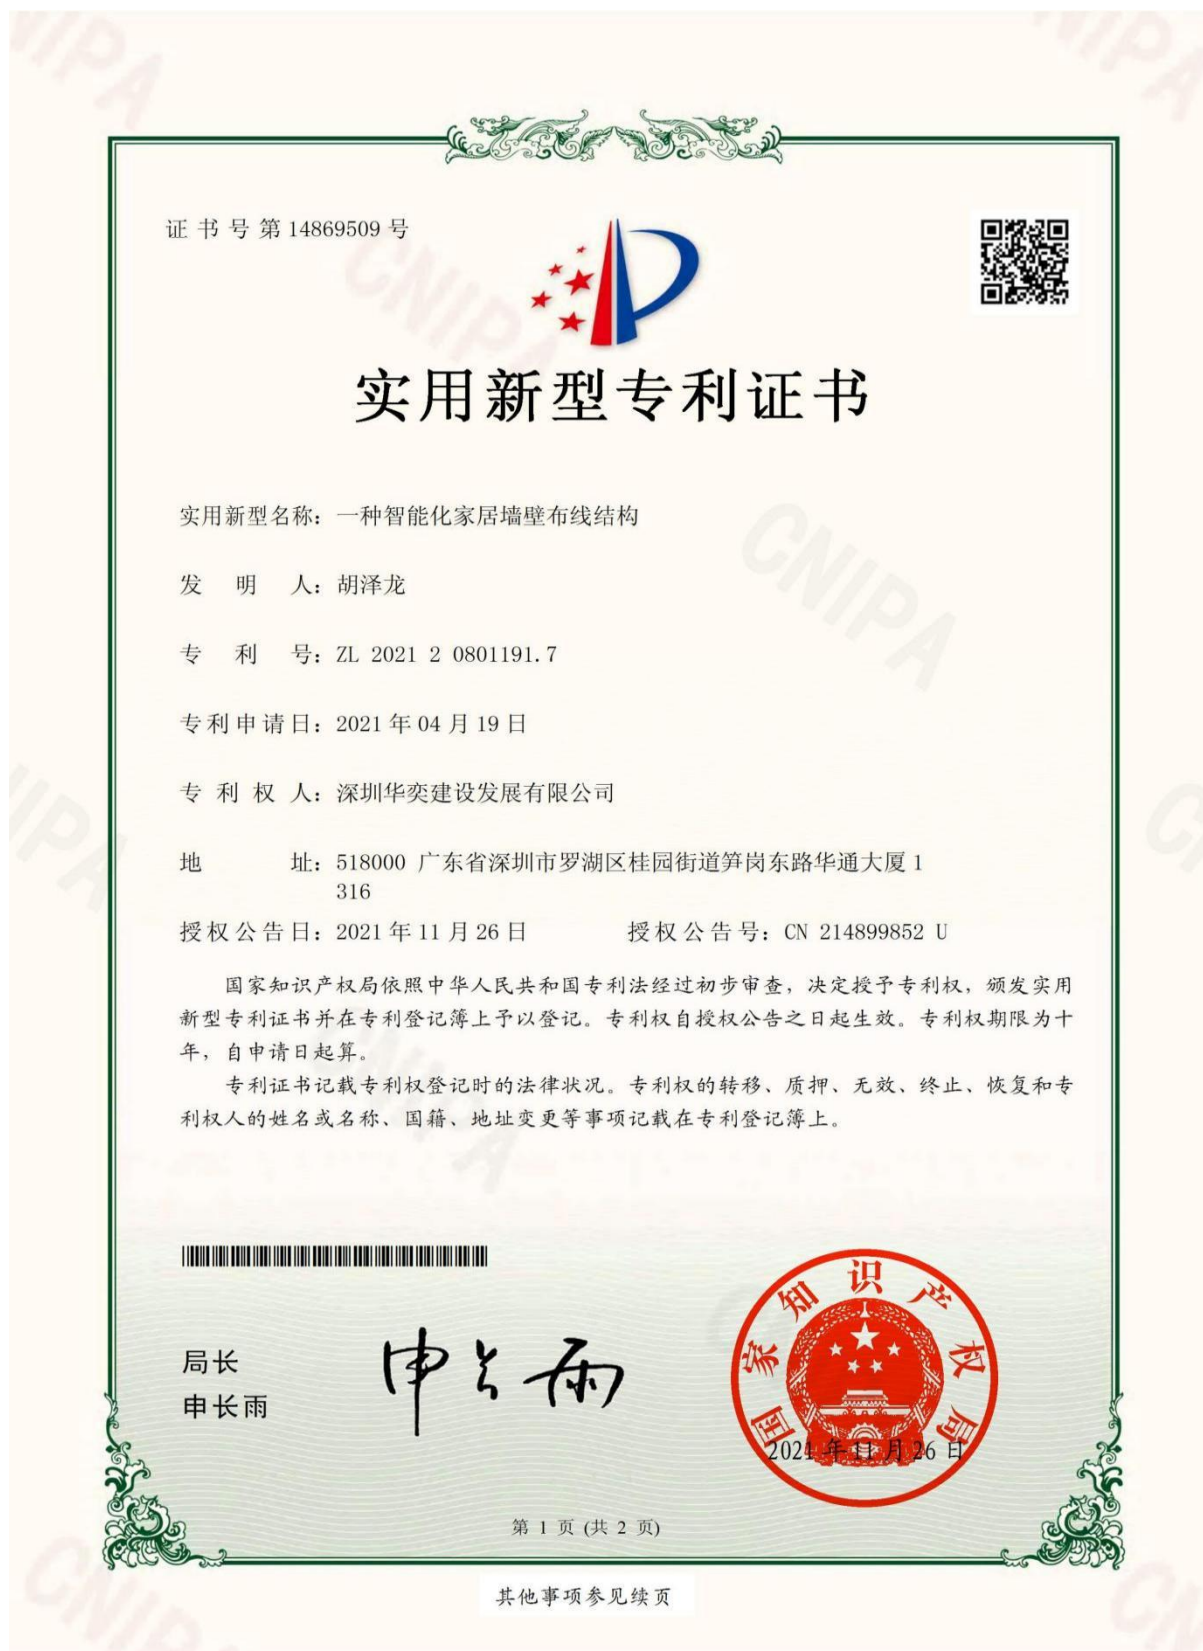 证书号第14869509号
实用新型专利证书
实用新型名称：一种智能化家居墙壁布线结构
发明人：胡泽龙
专利号：ZL 2021 2 0801191.7
专利申请日：2021年04月19日
专利权人：深圳华奕建设发展有限公司
地址：518000 广东省深圳市罗湖区桂园街道笋岗东路华通大厦1
316
授权公告日：2021年11月26日 授权公告号：CN 214899852 U
国家知识产权局依照中华人民共和国专利法经过初步审查，决定授予专利权，颁发实用
新型专利证书并在专利登记簿上予以登记。专利权自授权公告之日起生效。专利权期限为十
年，自申请日起算。
专利证书记载专利权登记时的法律状况。专利权的转移、质押、无效、终止、恢复和专
利权人的姓名或名称、国籍、地址变更等事项记载在专利登记簿上。
局长
申长雨
申长雨
国家知识产权局
2021年11月26日
第 1 页 (共 2 页)
其他事项参见续页
CNIPA
CNIPA
CNIPA
CNIPA
CNIPA
CNIPA